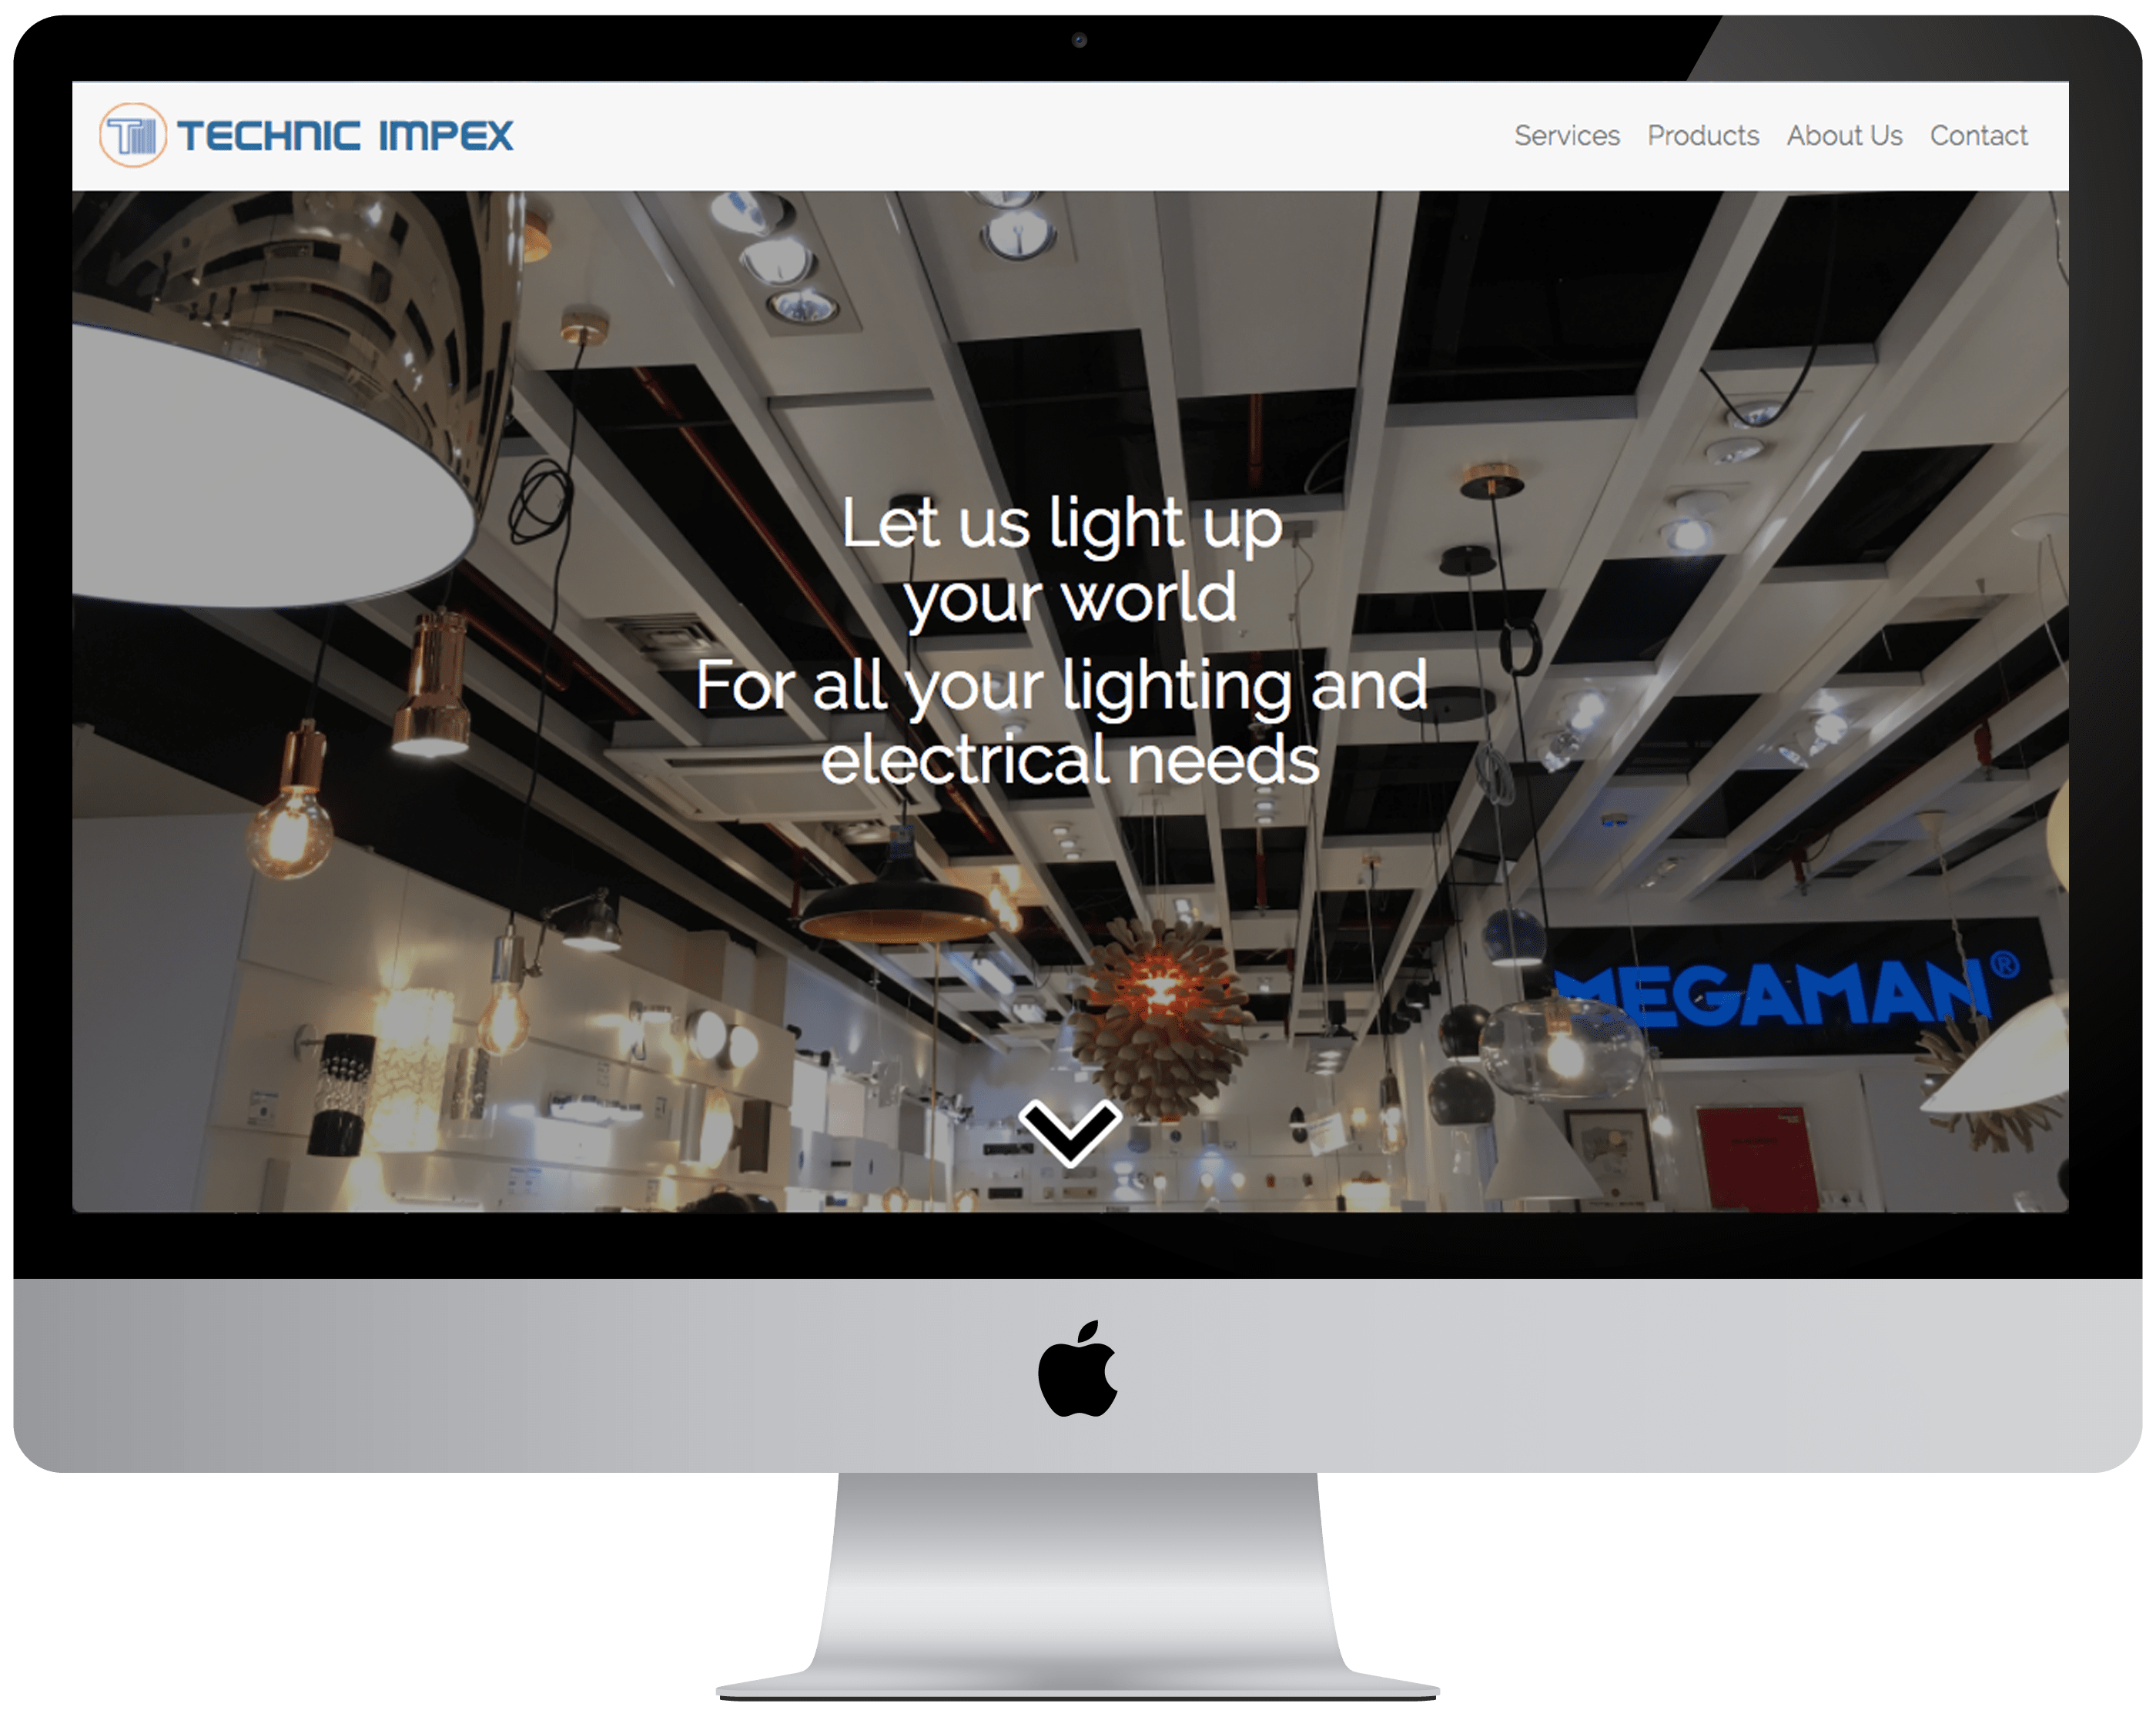 TECHNIC IMPEX
Services Products About Us Contact
Let us light up
your world
For all your lighting and
electrical needs
MEGAMAN®